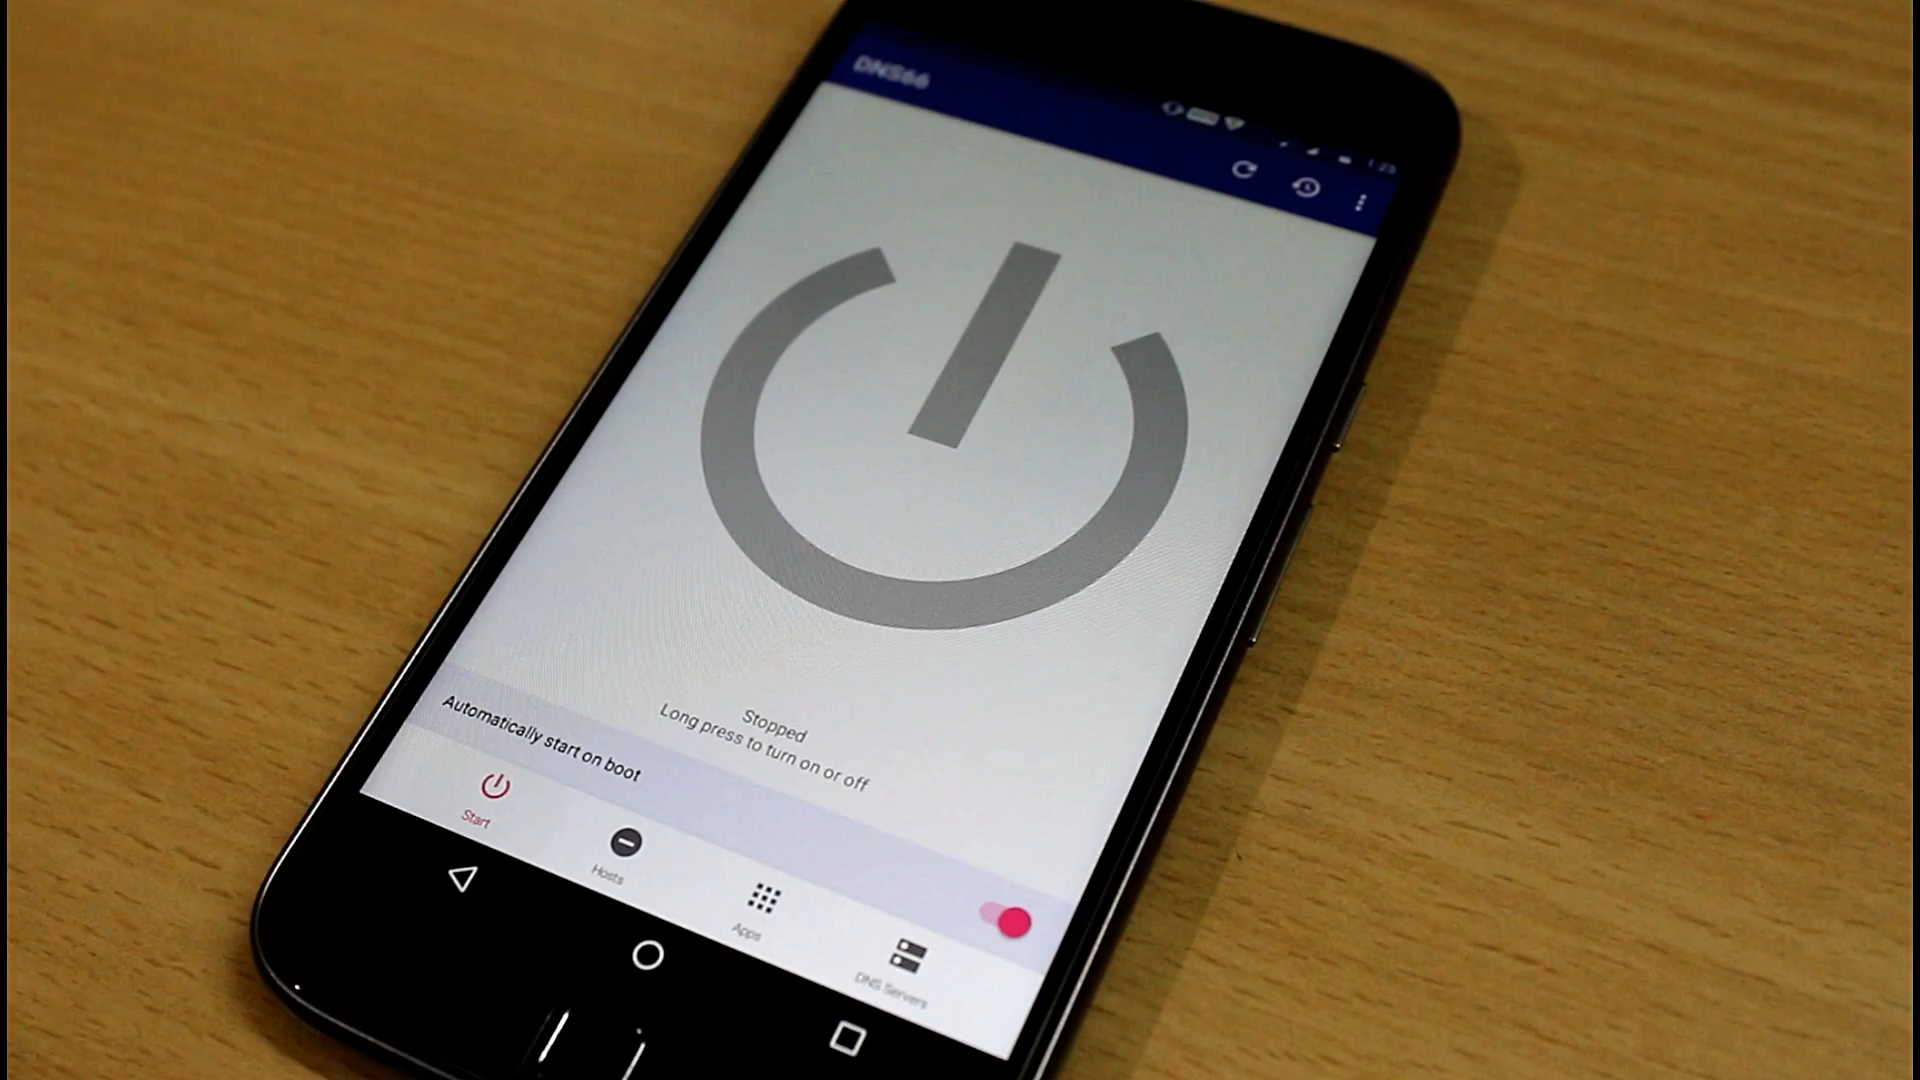 DNS66
Stopped
Long press to turn on or off
Automatically start on boot
Start
Hosts
Apps
DNS Servers